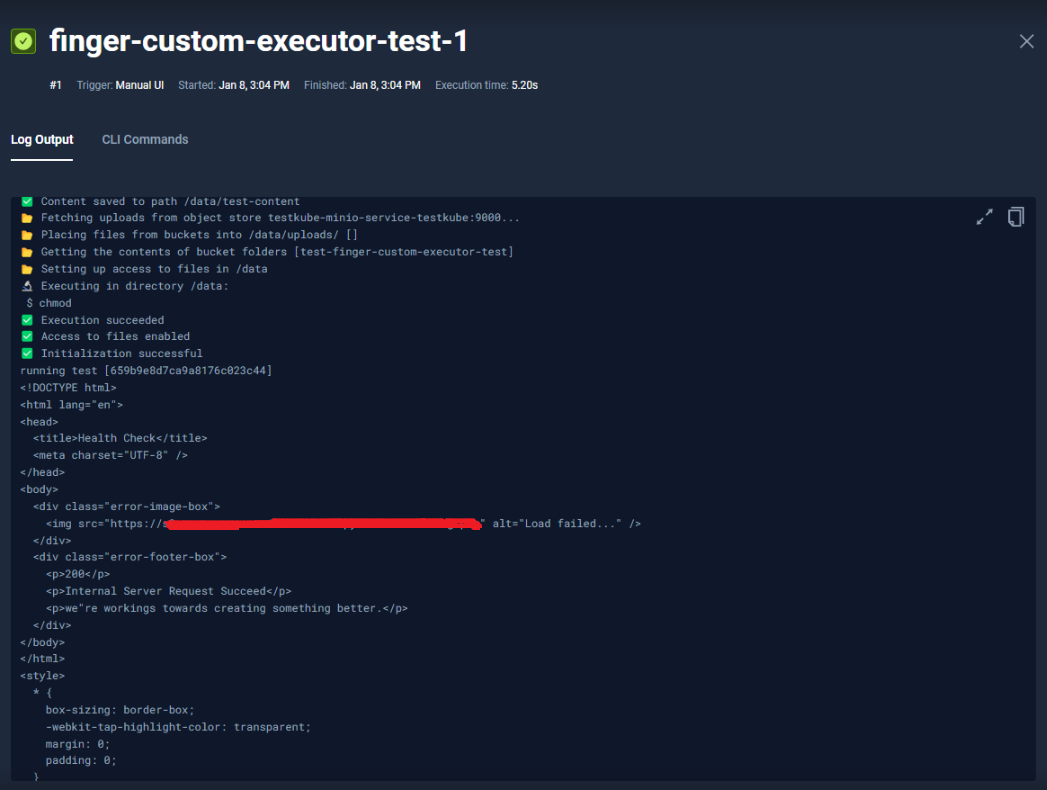 finger-custom-executor-test-1
#1 Trigger: Manual UI Started: Jan 8, 3:04 PM Finished: Jan 8, 3:04 PM Execution time: 5.20s
Log Output CLI Commands
Content saved to path /data/test-content
Fetching uploads from object store testkube-minio-service-testkube:9000...
Placing files from buckets into /data/uploads/ []
Getting the contents of bucket folders [test-finger-custom-executor-test]
Setting up access to files in /data
Executing in directory /data:
$ chmod
Execution succeeded
Access to files enabled
Initialization successful
running test [659b9e8d7ca9a8176c023c44]
<!DOCTYPE html>
<html lang="en">
<head>
<title>Health Check</title>
<meta charset="UTF-8" />
</head>
<body>
<div class="error-image-box">
<img src="https:// " alt="Load failed..." />
</div>
<div class="error-footer-box">
<p>200</p>
<p>Internal Server Request Succeed</p>
<p>we"re workings towards creating something better.</p>
</div>
</body>
</html>
<style>
* {
box-sizing: border-box;
-webkit-tap-highlight-color: transparent;
margin: 0;
padding: 0;
}